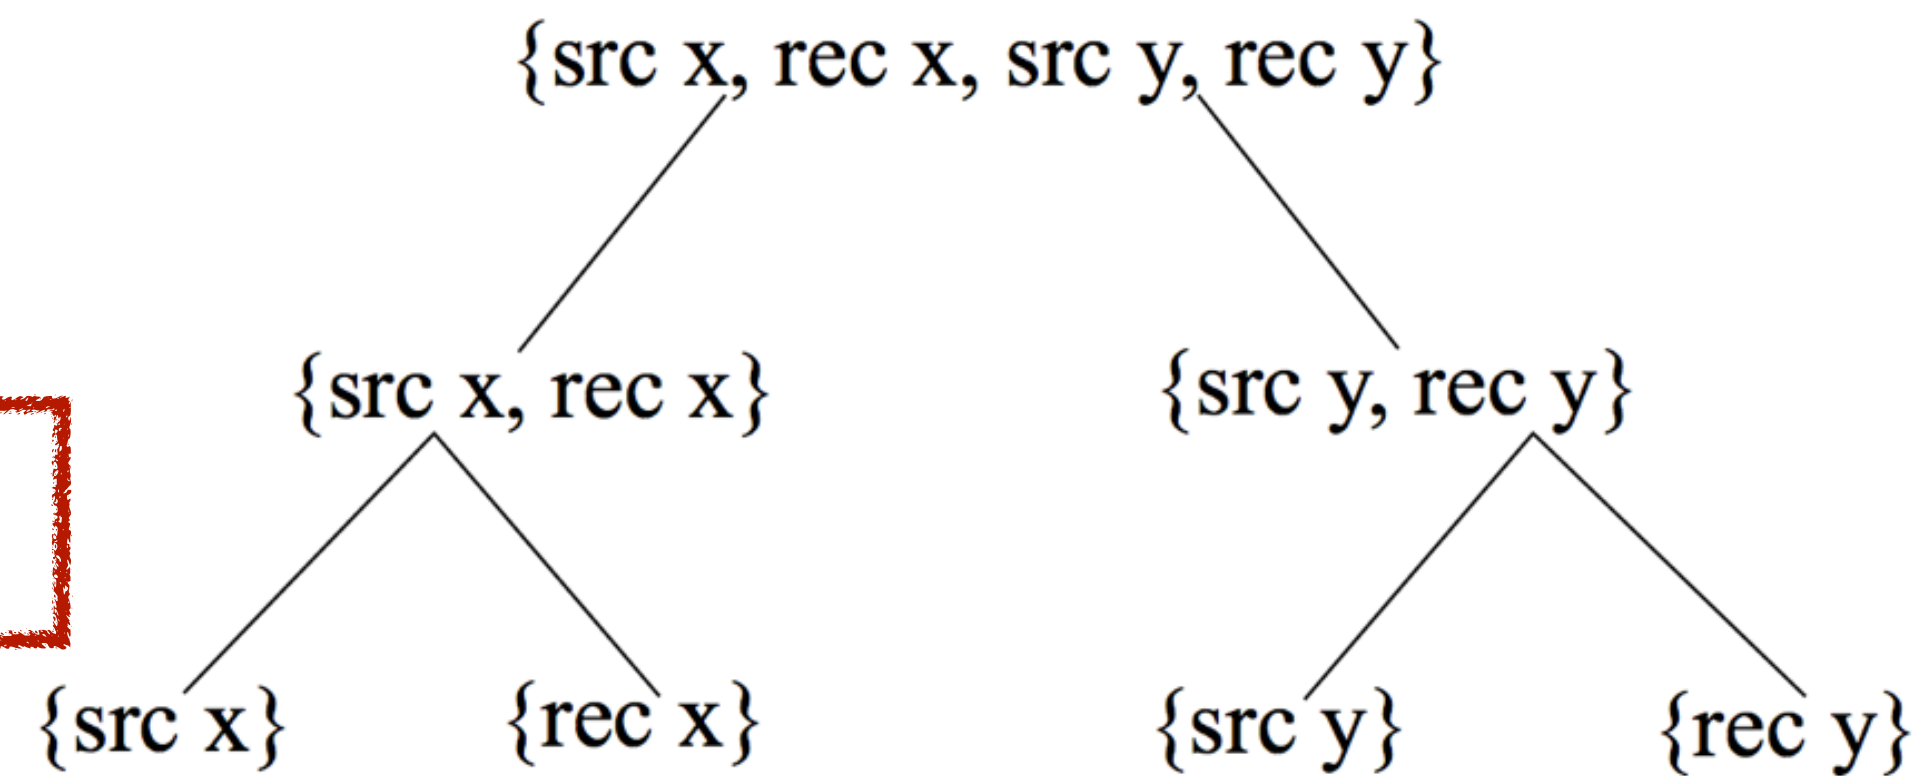 {src x, rec x, src y, rec y}
{src x, rec x} {src y, rec y}
{src x} {rec x} {src y} {rec y}